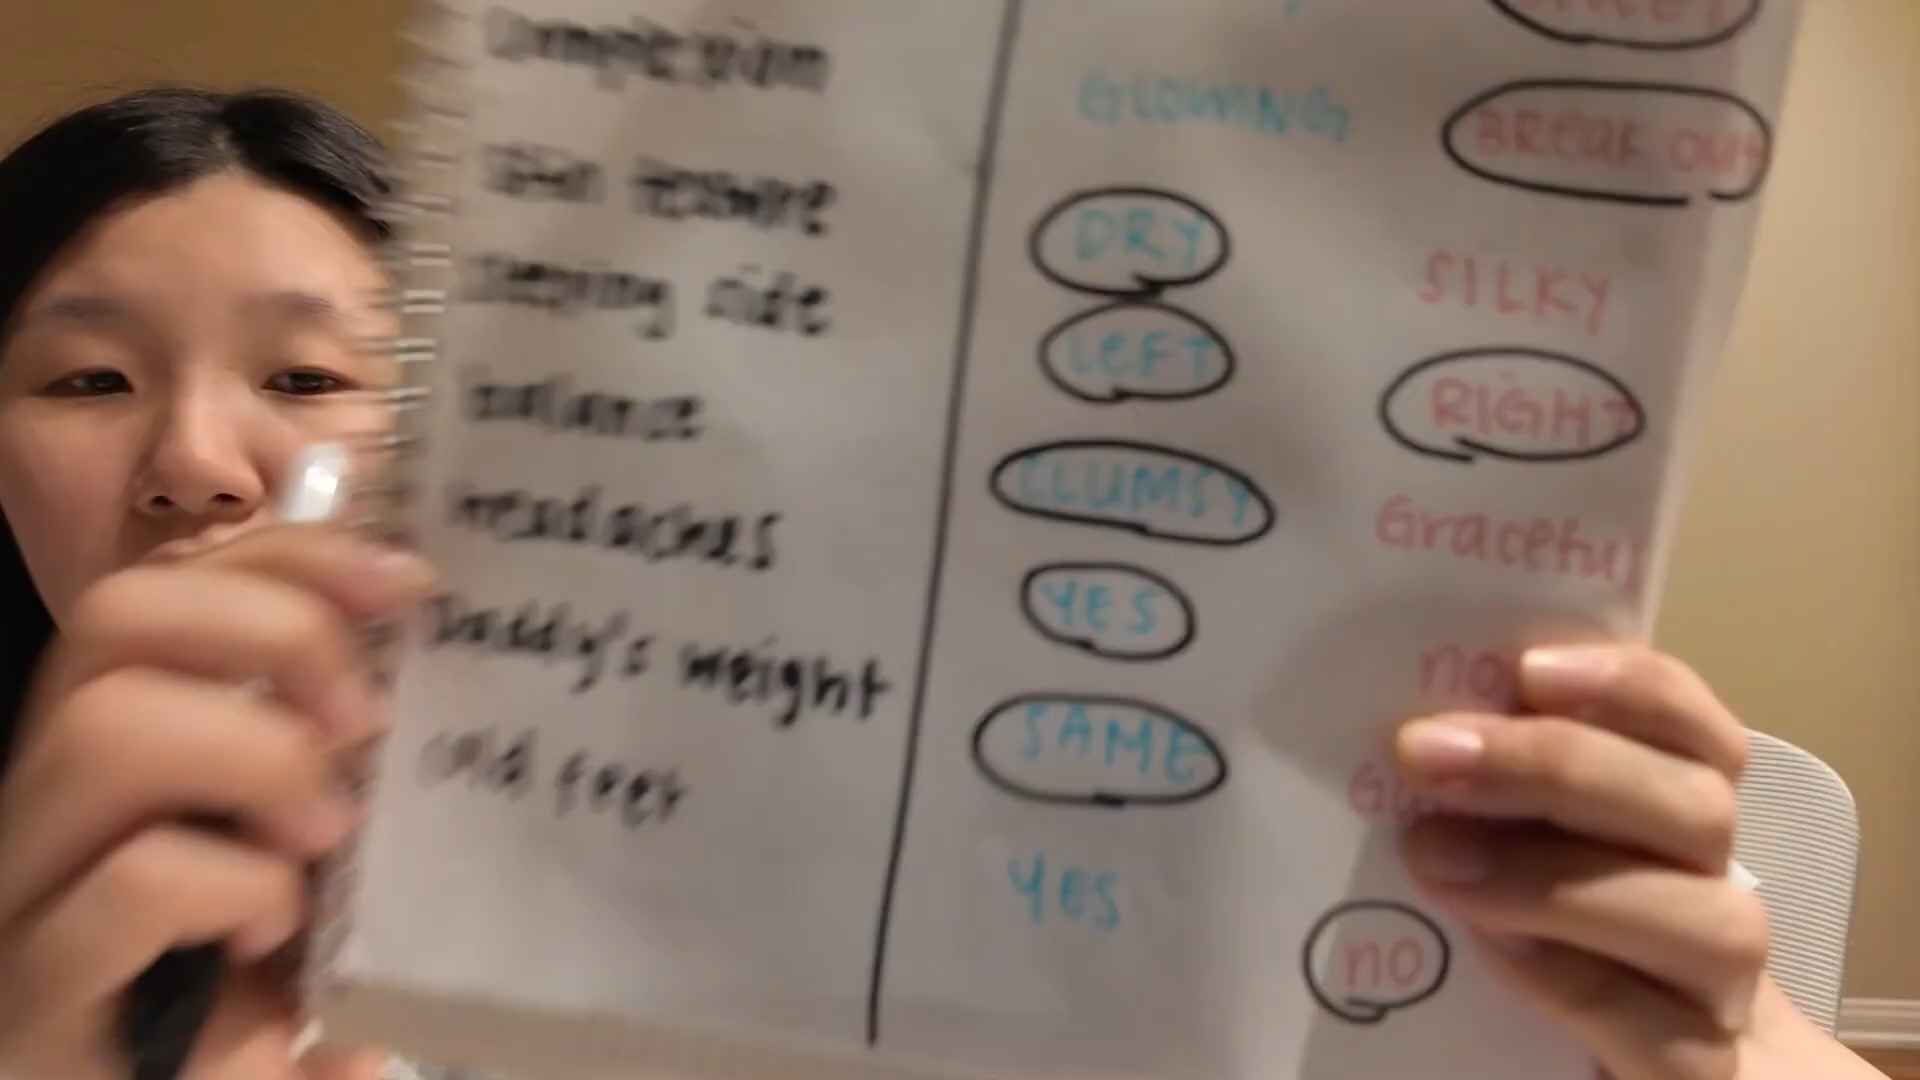 complexion GLOWING BREAK OUT
skin texture DRY SILKY
sleeping side LEFT RIGHT
balance CLUMSY Graceful
headaches YES no
Daddy's weight SAME
cold feet YES no